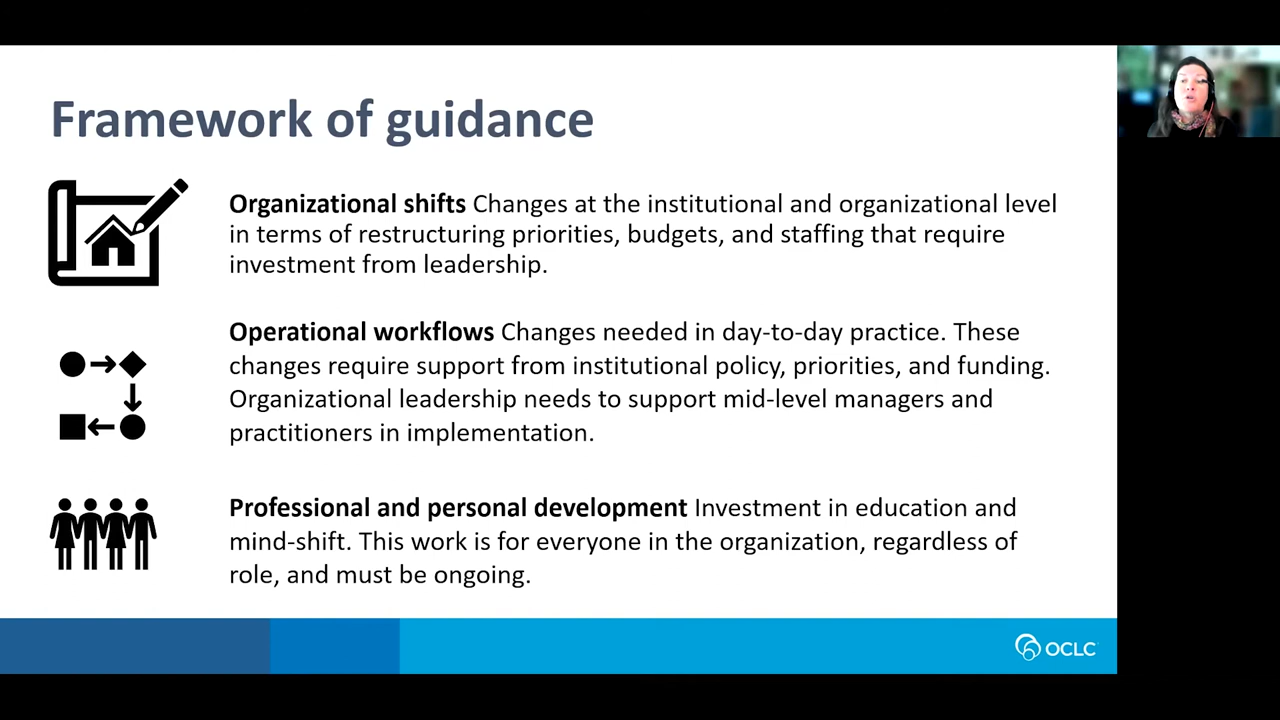 Framework of guidance
Organizational shifts Changes at the institutional and organizational level
in terms of restructuring priorities, budgets, and staffing that require
investment from leadership.
Operational workflows Changes needed in day-to-day practice. These
changes require support from institutional policy, priorities, and funding.
Organizational leadership needs to support mid-level managers and
practitioners in implementation.
Professional and personal development Investment in education and
mind-shift. This work is for everyone in the organization, regardless of
role, and must be ongoing.
OCLC